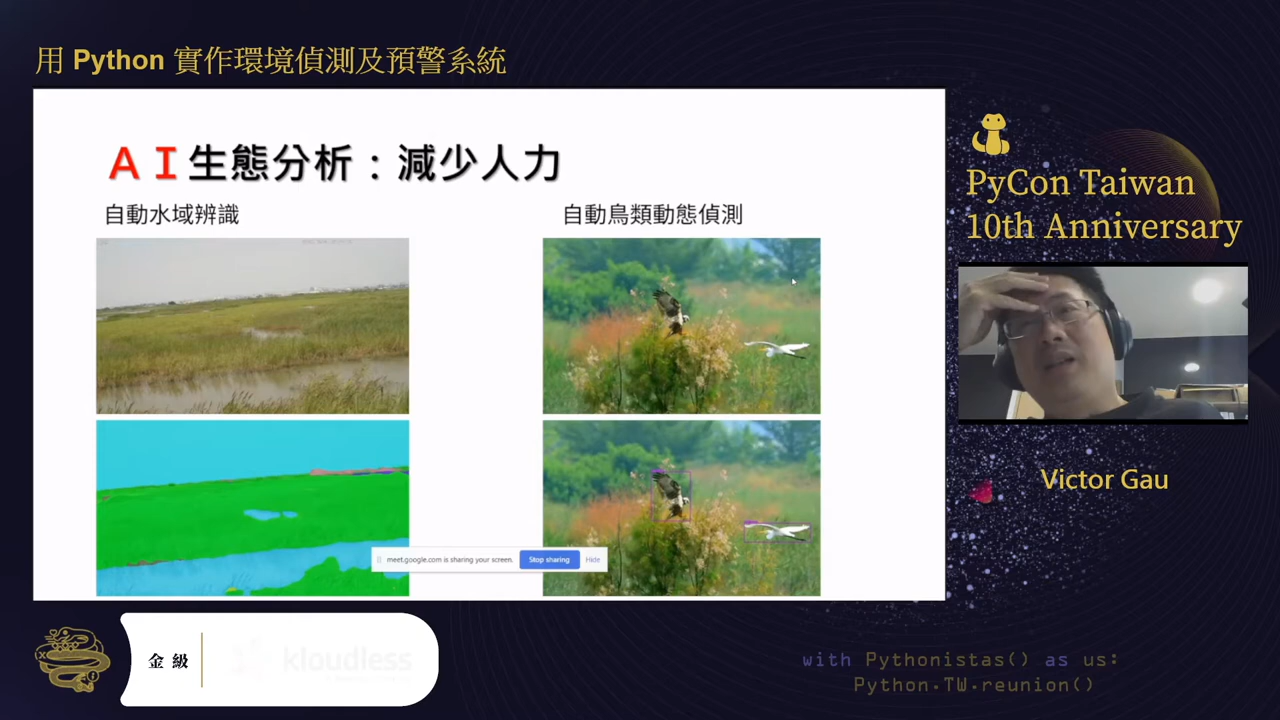 用 Python 實作環境偵測及預警系統
ＡＩ生態分析：減少人力
自動水域辨識
自動鳥類動態偵測
meet.google.com is sharing your screen.
Stop sharing
Hide
PyCon Taiwan
10th Anniversary
Victor Gau
金級
kloudless
with Pythonistas() as us:
Python.TW.reunion()